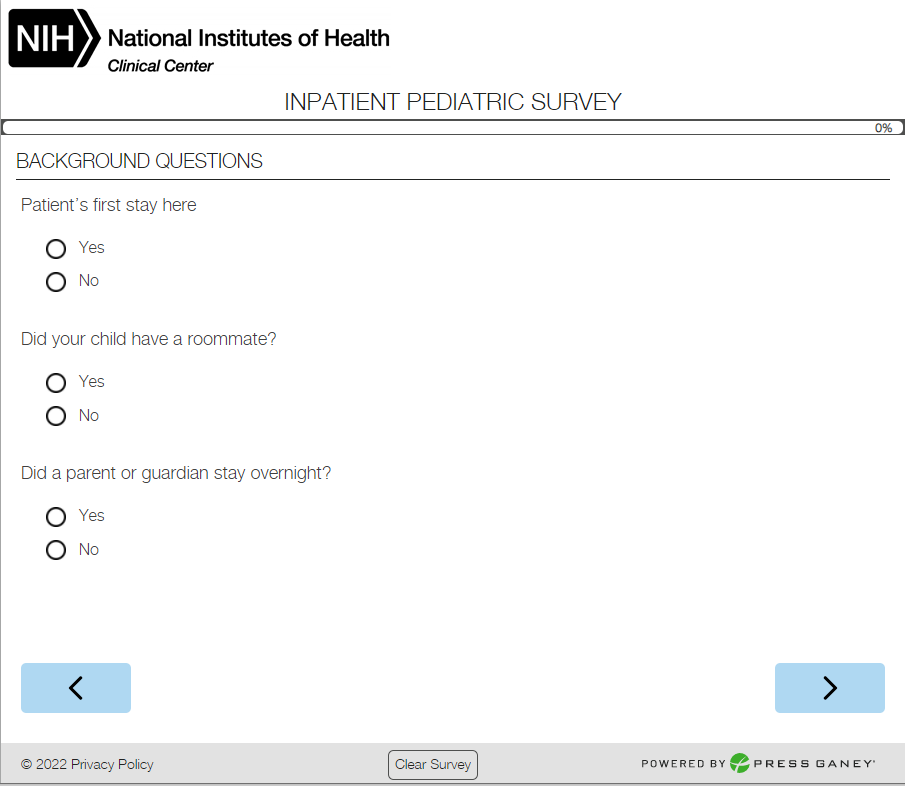 NIH
National Institutes of Health
Clinical Center
INPATIENT PEDIATRIC SURVEY
0%
BACKGROUND QUESTIONS
Patient's first stay here
Yes
No
Did your child have a roommate?
Yes
No
Did a parent or guardian stay overnight?
Yes
No
© 2022 Privacy Policy
Clear Survey
POWERED BY PRESS GANEY